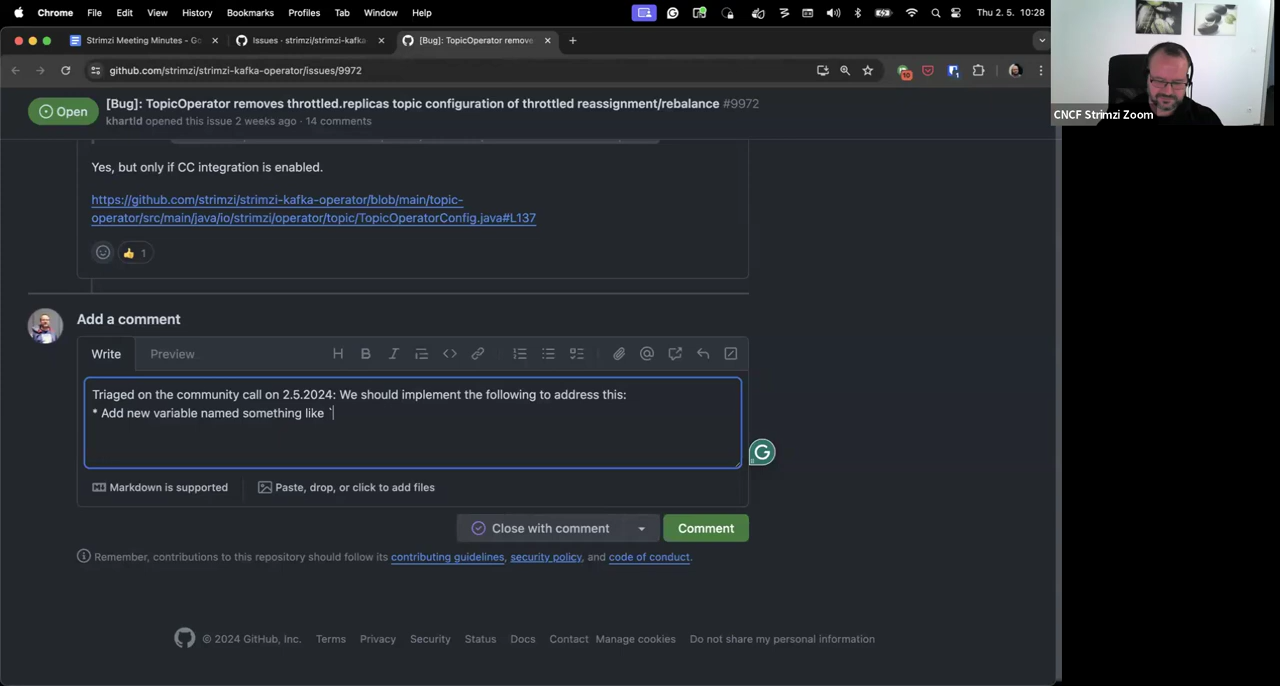 Chrome File Edit View History Bookmarks Profiles Tab Window Help Thu 2. 5. 10:28
Strimzi Meeting Minutes - Go Issues · strimzi/strimzi-kafka [Bug]: TopicOperator remove
github.com/strimzi/strimzi-kafka-operator/issues/9972
10
1
CNCF Strimzi Zoom
Open
[Bug]: TopicOperator removes throttled.replicas topic configuration of throttled reassignment/rebalance #9972
khartld opened this issue 2 weeks ago · 14 comments
Yes, but only if CC integration is enabled.
https://github.com/strimzi/strimzi-kafka-operator/blob/main/topic-
operator/src/main/java/io/strimzi/operator/topic/TopicOperatorConfig.java#L137
👍 1
Add a comment
Write Preview
Triaged on the community call on 2.5.2024: We should implement the following to address this:
* Add new variable named something like `
Markdown is supported Paste, drop, or click to add files
Close with comment Comment
Remember, contributions to this repository should follow its contributing guidelines, security policy, and code of conduct.
© 2024 GitHub, Inc. Terms Privacy Security Status Docs Contact Manage cookies Do not share my personal information